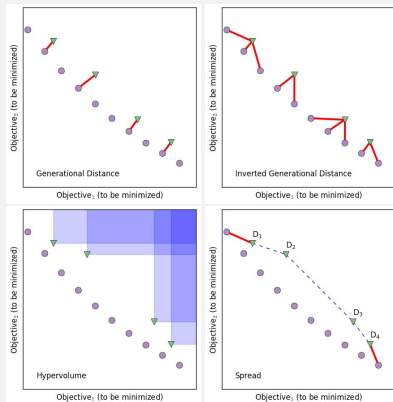 Objective₂ (to be minimized)
Generational Distance
Objective₁ (to be minimized)
Objective₂ (to be minimized)
Inverted Generational Distance
Objective₁ (to be minimized)
Objective₂ (to be minimized)
Hypervolume
Objective₁ (to be minimized)
Objective₂ (to be minimized)
D₁
D₂
D₃
D₄
Spread
Objective₁ (to be minimized)